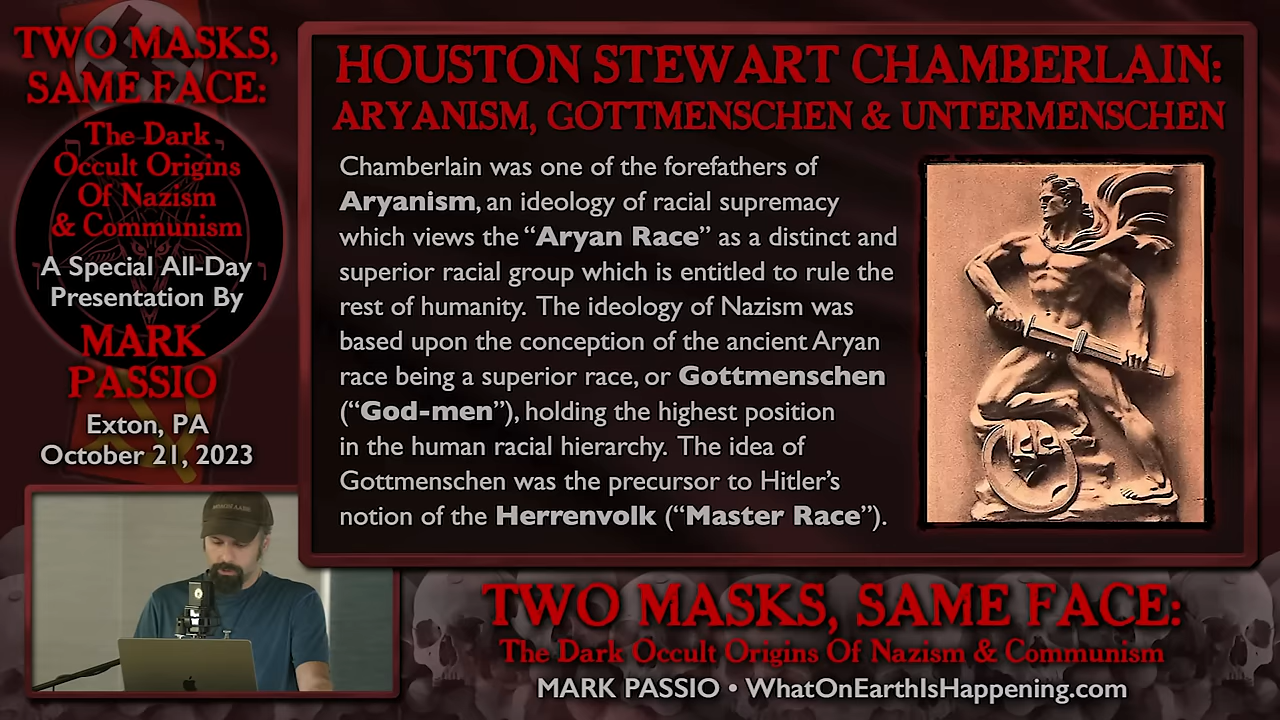 TWO MASKS,
SAME FACE:
The Dark
Occult Origins
Of Nazism
& Communism
A Special All-Day
Presentation By
MARK
PASSIO
Exton, PA
October 21, 2023
HOUSTON STEWART CHAMBERLAIN:
ARYANISM, GOTTMENSCHEN & UNTERMENSCHEN
Chamberlain was one of the forefathers of
Aryanism, an ideology of racial supremacy
which views the “Aryan Race” as a distinct and
superior racial group which is entitled to rule the
rest of humanity. The ideology of Nazism was
based upon the conception of the ancient Aryan
race being a superior race, or Gottmenschen
(“God-men”), holding the highest position
in the human racial hierarchy. The idea of
Gottmenschen was the precursor to Hitler’s
notion of the Herrenvolk (“Master Race”).
TWO MASKS, SAME FACE:
The Dark Occult Origins Of Nazism & Communism
MARK PASSIO • WhatOnEarthIsHappening.com